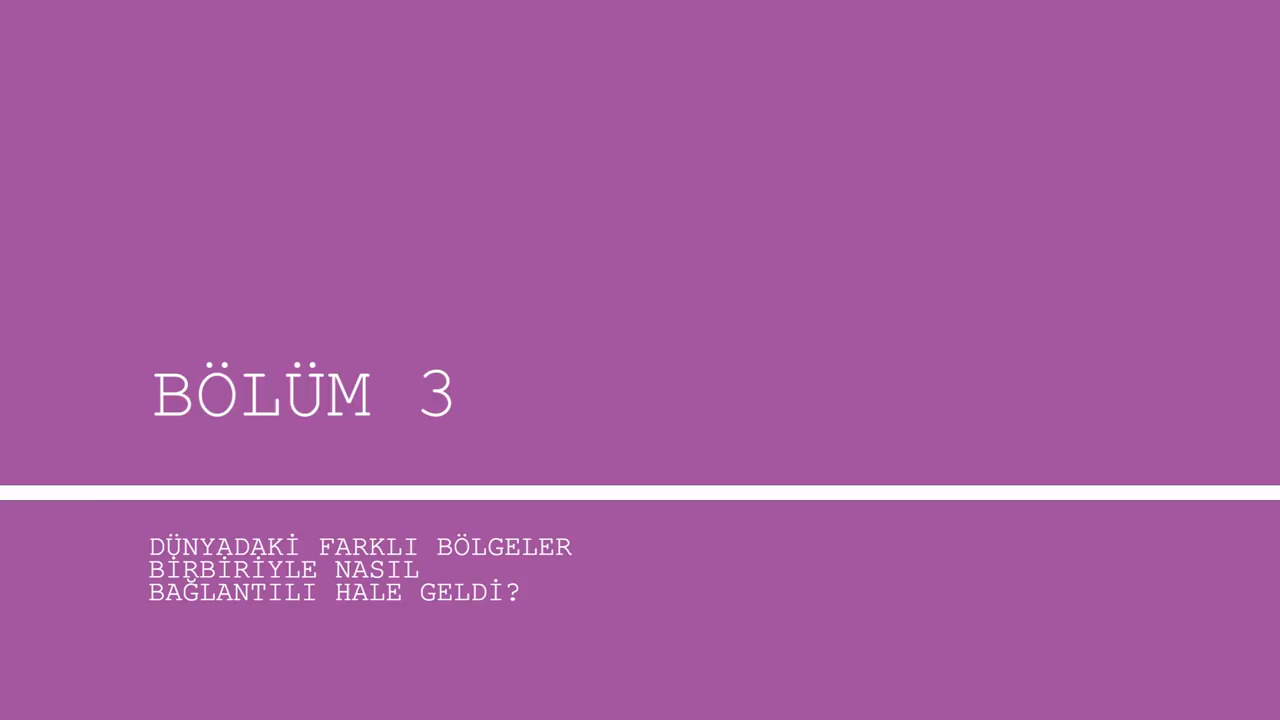 BÖLÜM 3
DÜNYADAKİ FARKLI BÖLGELER
BİRBİRİYLE NASIL
BAĞLANTILI HALE GELDİ?